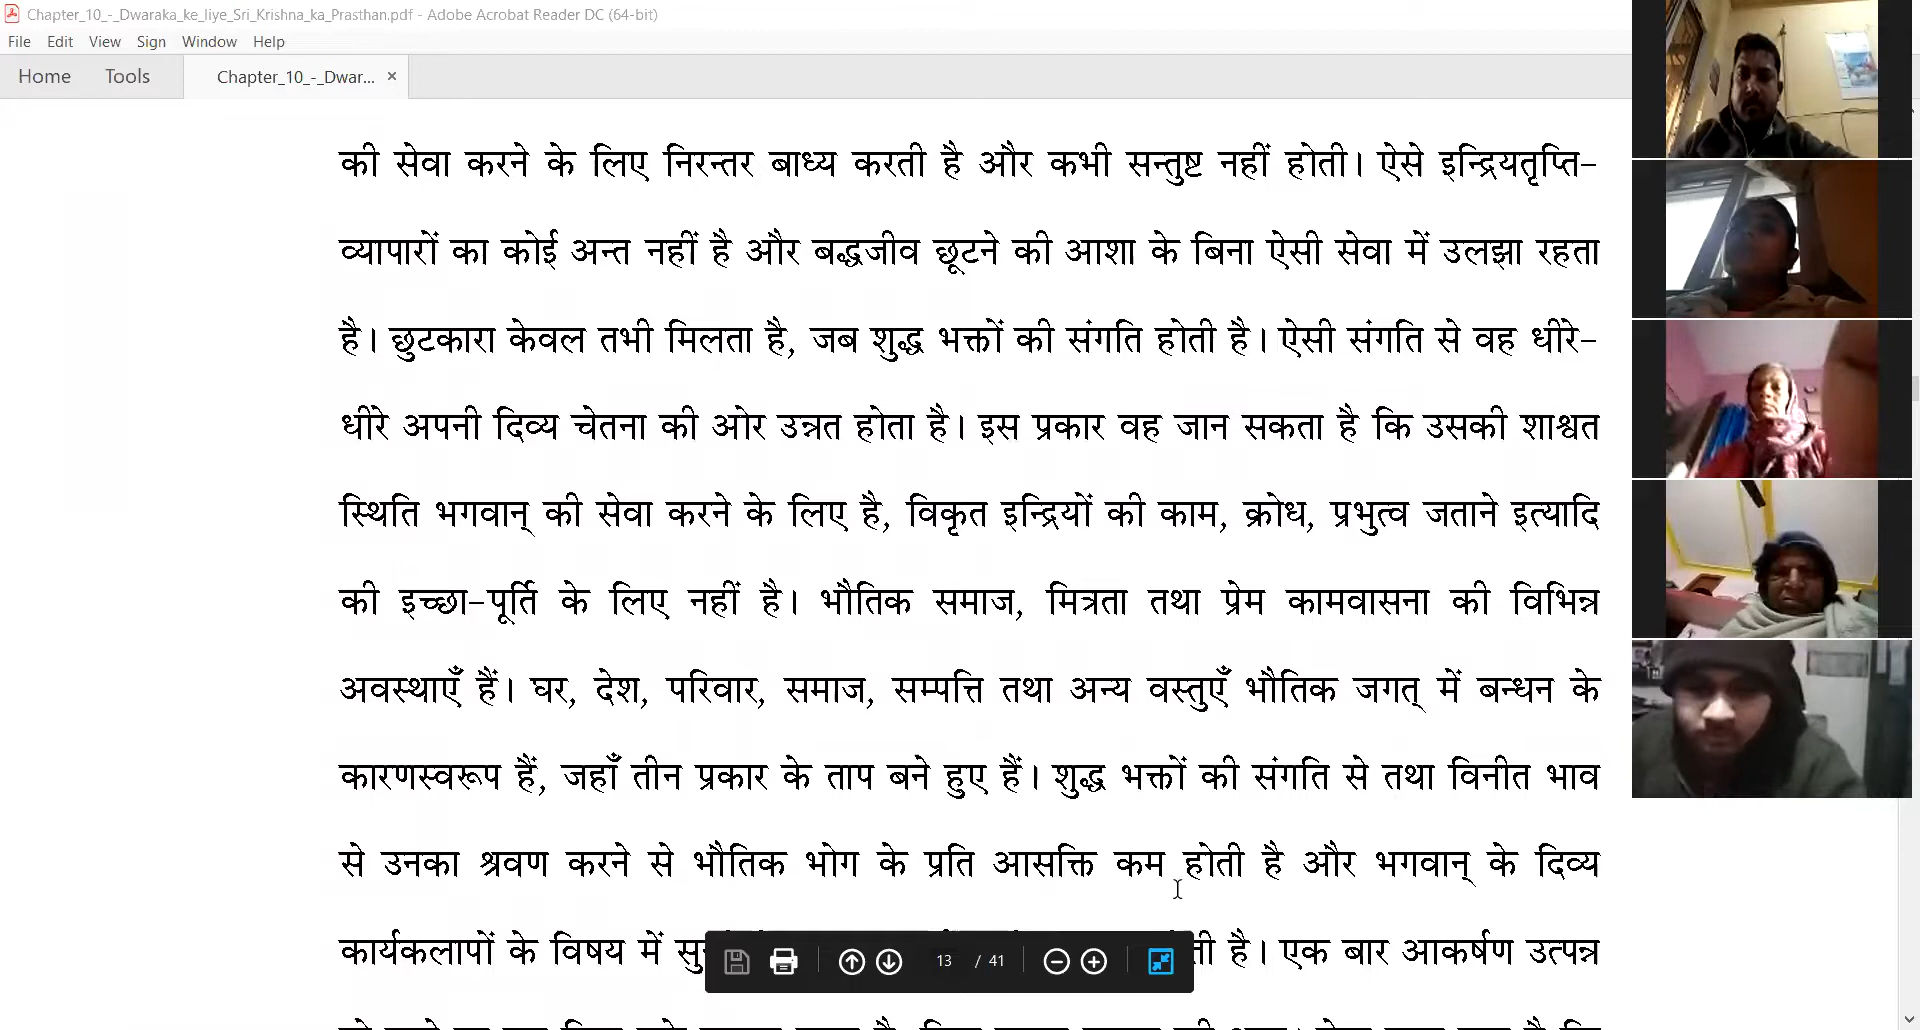 Chapter_10_-_Dwaraka_ke_liye_Sri_Krishna_ka_Prasthan.pdf - Adobe Acrobat Reader DC (64-bit)
File Edit View Sign Window Help
Home Tools Chapter_10_-_Dwar... ×
की सेवा करने के लिए निरन्तर बाध्य करती है और कभी सन्तुष्ट नहीं होती। ऐसे इन्द्रियतृप्ति-
व्यापारों का कोई अन्त नहीं है और बद्धजीव छूटने की आशा के बिना ऐसी सेवा में उलझा रहता
है। छुटकारा केवल तभी मिलता है, जब शुद्ध भक्तों की संगति होती है। ऐसी संगति से वह धीरे-
धीरे अपनी दिव्य चेतना की ओर उन्नत होता है। इस प्रकार वह जान सकता है कि उसकी शाश्वत
स्थिति भगवान् की सेवा करने के लिए है, विकृत इन्द्रियों की काम, क्रोध, प्रभुत्व जताने इत्यादि
की इच्छा-पूर्ति के लिए नहीं है। भौतिक समाज, मित्रता तथा प्रेम कामवासना की विभिन्न
अवस्थाएँ हैं। घर, देश, परिवार, समाज, सम्पत्ति तथा अन्य वस्तुएँ भौतिक जगत् में बन्धन के
कारणस्वरूप हैं, जहाँ तीन प्रकार के ताप बने हुए हैं। शुद्ध भक्तों की संगति से तथा विनीत भाव
से उनका श्रवण करने से भौतिक भोग के प्रति आसक्ति कम होती है और भगवान् के दिव्य
कार्यकलापों के विषय में है। एक बार आकर्षण उत्पन्न
13 / 41